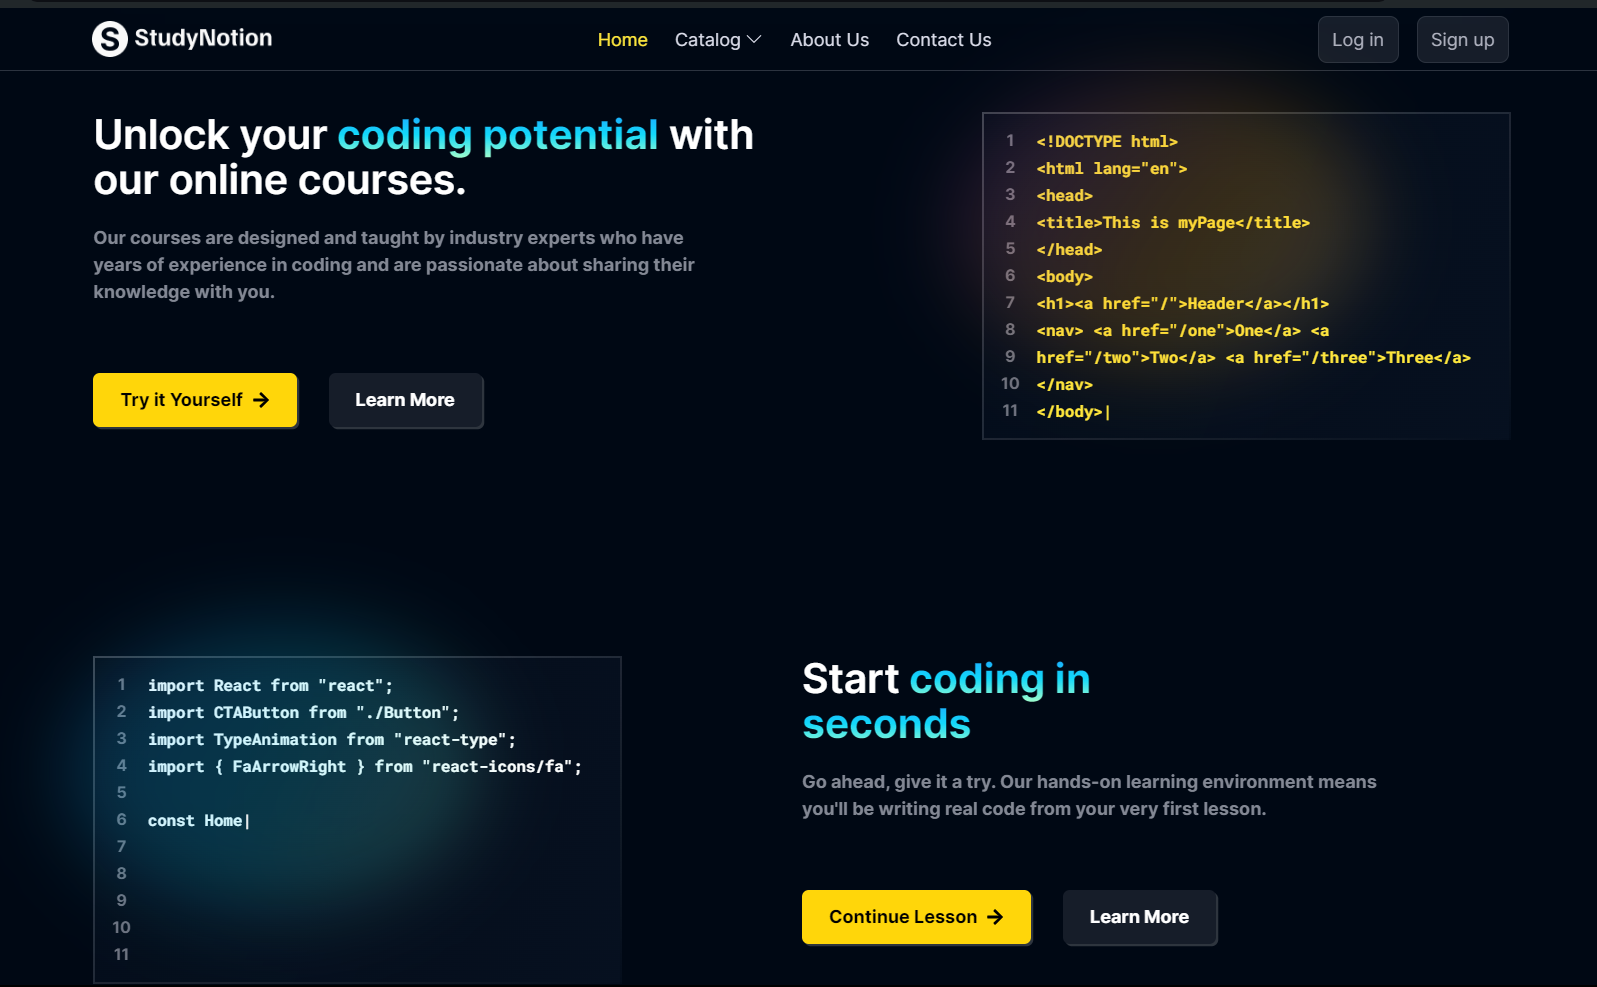 StudyNotion
Home Catalog About Us Contact Us
Log in Sign up
Unlock your coding potential with
our online courses.
Our courses are designed and taught by industry experts who have
years of experience in coding and are passionate about sharing their
knowledge with you.
Try it Yourself →
Learn More
1 <!DOCTYPE html>
2 <html lang="en">
3 <head>
4 <title>This is myPage</title>
5 </head>
6 <body>
7 <h1><a href="/">Header</a></h1>
8 <nav> <a href="/one">One</a> <a
9 href="/two">Two</a> <a href="/three">Three</a>
10 </nav>
11 </body>|
1 import React from "react";
2 import CTAButton from "./Button";
3 import TypeAnimation from "react-type";
4 import { FaArrowRight } from "react-icons/fa";
5
6 const Home|
7
8
9
10
11
Start coding in
seconds
Go ahead, give it a try. Our hands-on learning environment means
you'll be writing real code from your very first lesson.
Continue Lesson →
Learn More